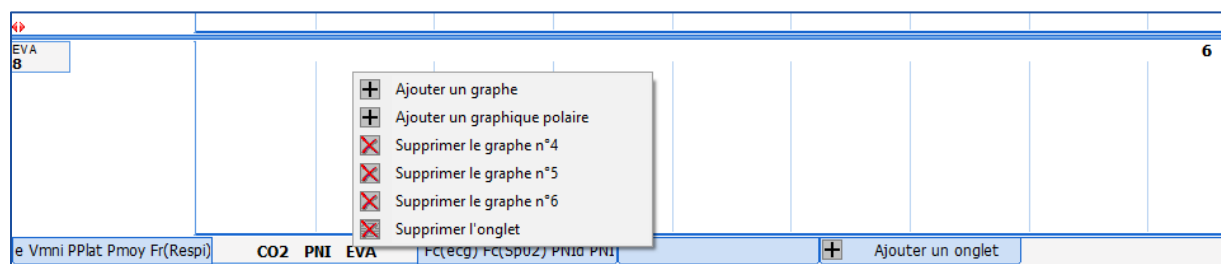 EVA
8
6
Ajouter un graphe
Ajouter un graphique polaire
Supprimer le graphe n°4
Supprimer le graphe n°5
Supprimer le graphe n°6
Supprimer l'onglet
e Vmni PPlat Pmoy Fr(Respi) CO2 PNI EVA Fc(ecg) Fc(SpO2) PNId PNI Ajouter un onglet